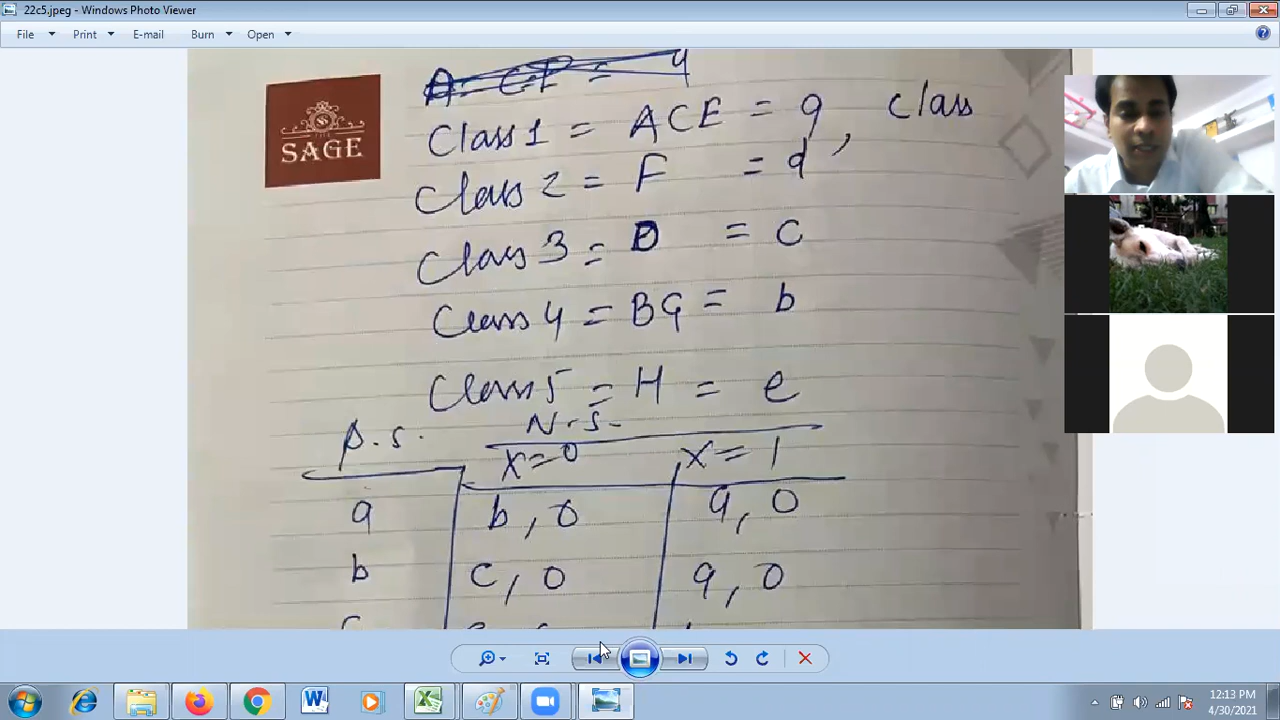 22c5.jpeg - Windows Photo Viewer
File Print E-mail Burn Open
SAGE
Class 1 = ACE = a, Class
Class 2 = F = d
Class 3 = D = c
Class 4 = BG = b
Class 5 = H = e
P.S. N.S.
X=0 X=1
a b, 0 a, 0
b c, 0 a, 0
12:13 PM
4/30/2021